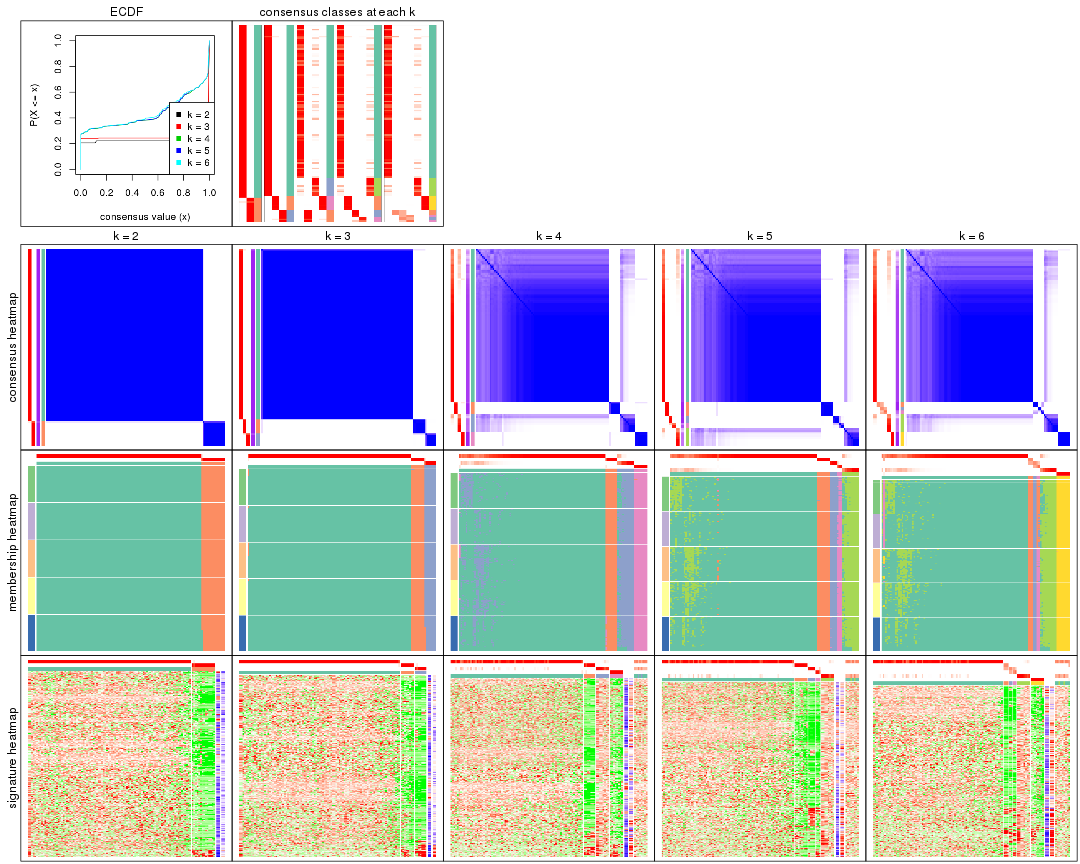 ECDF
consensus classes at each k
P(X <= x)
0.0 0.2 0.4 0.6 0.8 1.0
k = 2
k = 3
k = 4
k = 5
k = 6
0.0 0.2 0.4 0.6 0.8 1.0
consensus value (x)
k = 2
k = 3
k = 4
k = 5
k = 6
consensus heatmap
membership heatmap
signature heatmap